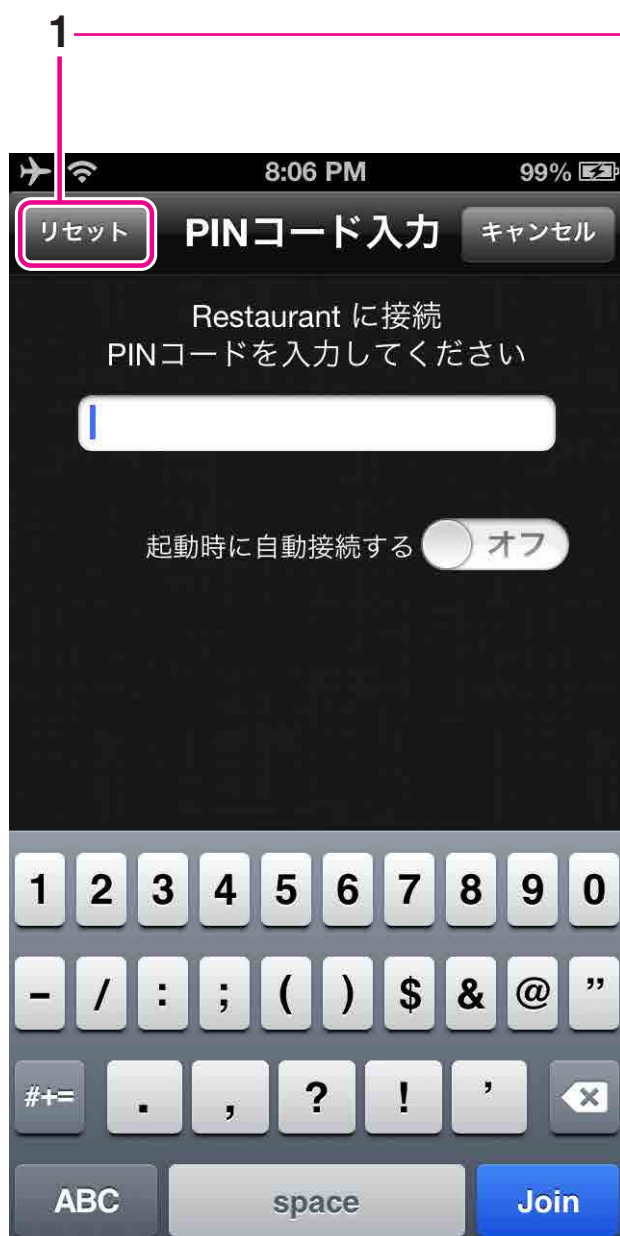 1
8:06 PM 99%
リセット PINコード入力 キャンセル
Restaurant に接続
PINコードを入力してください
起動時に自動接続する オフ
1 2 3 4 5 6 7 8 9 0
- / : ; ( ) $ & @ ”
#+= . , ? ! ’
ABC space Join